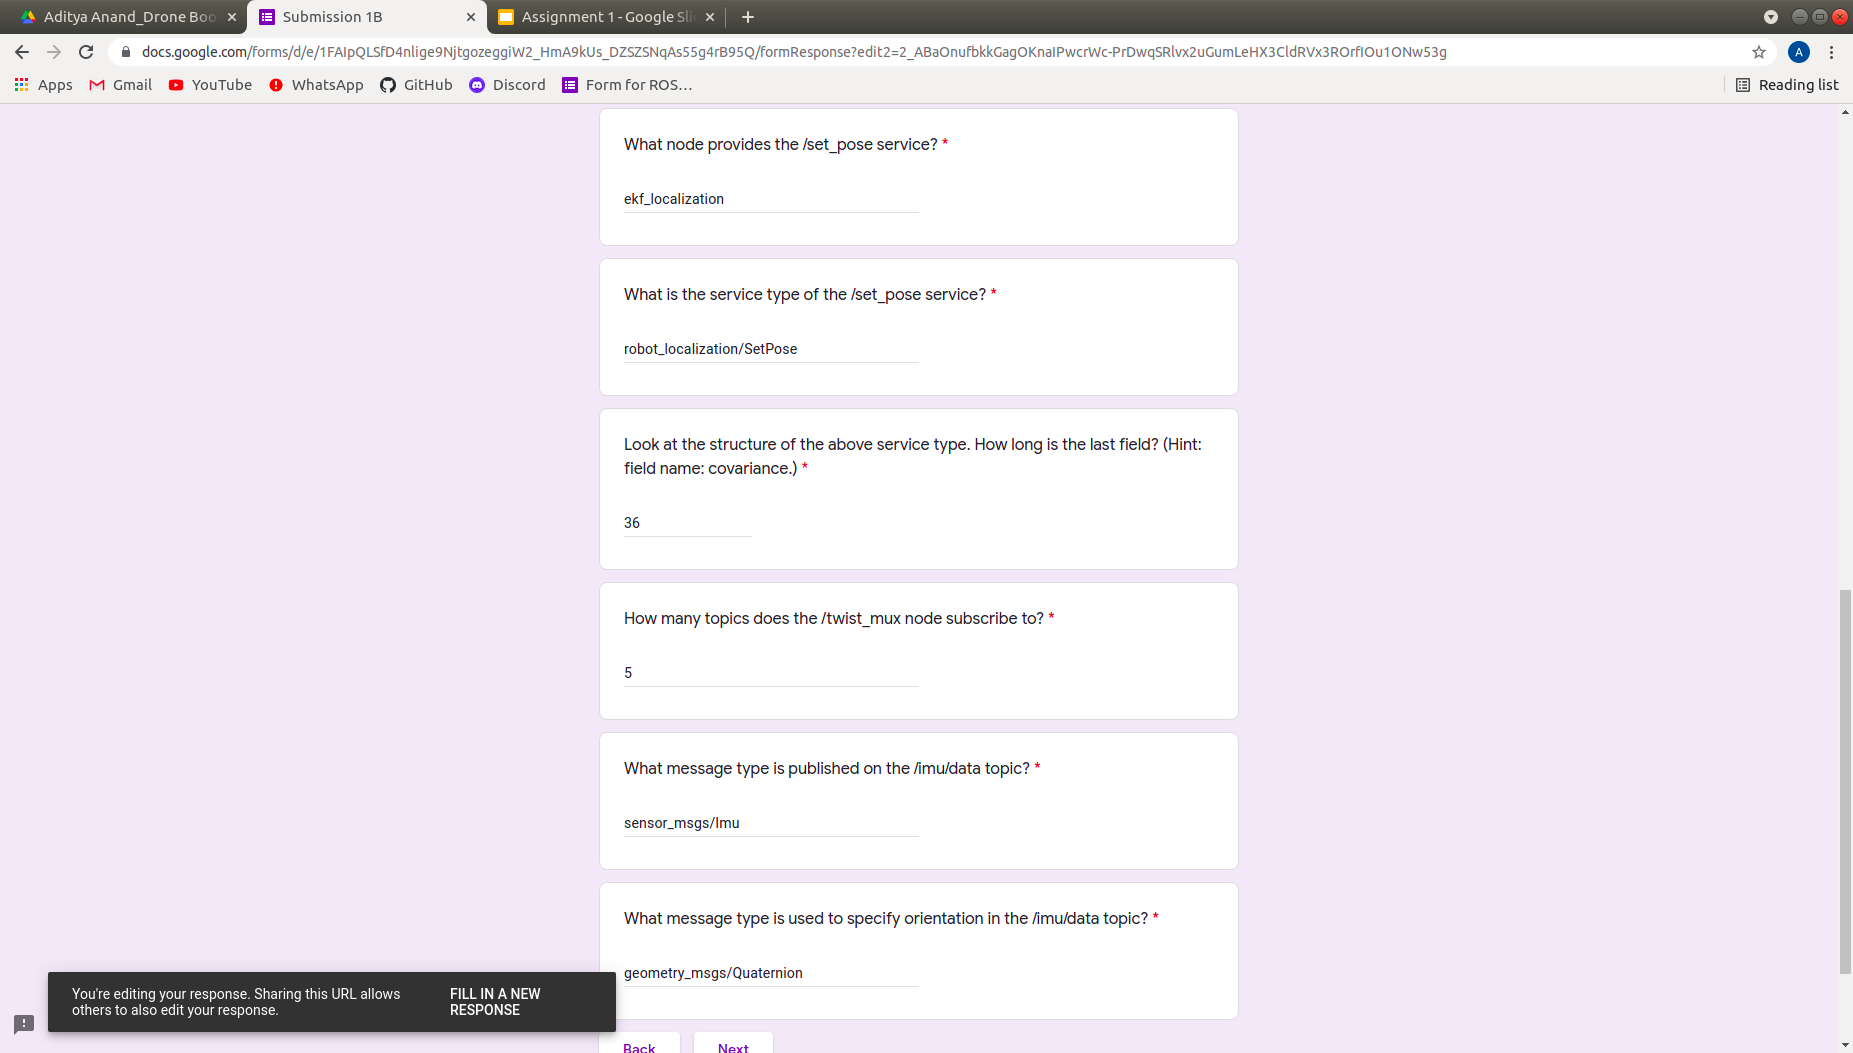 Aditya Anand_Drone Boo
Submission 1B
Assignment 1 - Google Sli
docs.google.com/forms/d/e/1FAIpQLSfD4nlige9NjtgozeggiW2_HmA9kUs_DZSZSNqAs55g4rB95Q/formResponse?edit2=2_ABaOnufbkkGagOKnaIPwcrWc-PrDwqSRlvx2uGumLeHX3CldRVx3ROrfIOu1ONw53g
A
Apps
Gmail
YouTube
WhatsApp
GitHub
Discord
Form for ROS...
Reading list
What node provides the /set_pose service? *
ekf_localization
What is the service type of the /set_pose service? *
robot_localization/SetPose
Look at the structure of the above service type. How long is the last field? (Hint:
field name: covariance.) *
36
How many topics does the /twist_mux node subscribe to? *
5
What message type is published on the /imu/data topic? *
sensor_msgs/Imu
What message type is used to specify orientation in the /imu/data topic? *
geometry_msgs/Quaternion
You're editing your response. Sharing this URL allows
others to also edit your response.
FILL IN A NEW
RESPONSE
Back
Next